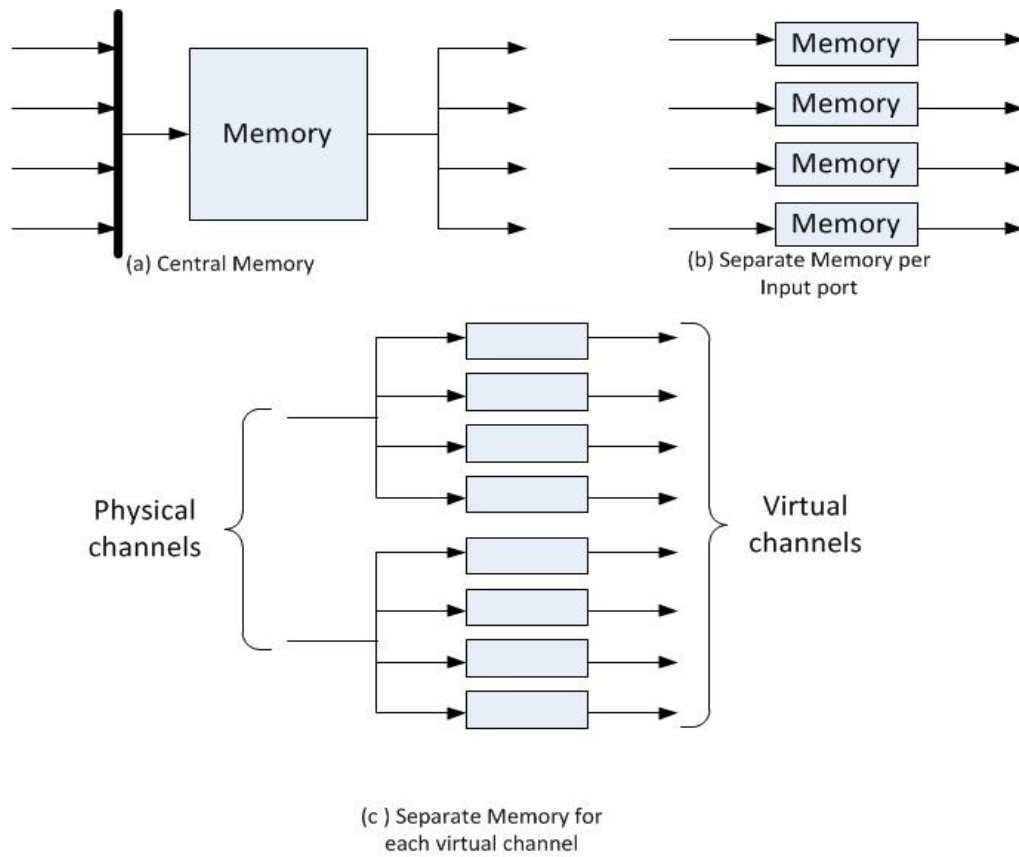 Memory
(a) Central Memory
Memory
Memory
Memory
Memory
(b) Separate Memory per
Input port
Physical
channels
Virtual
channels
(c ) Separate Memory for
each virtual channel